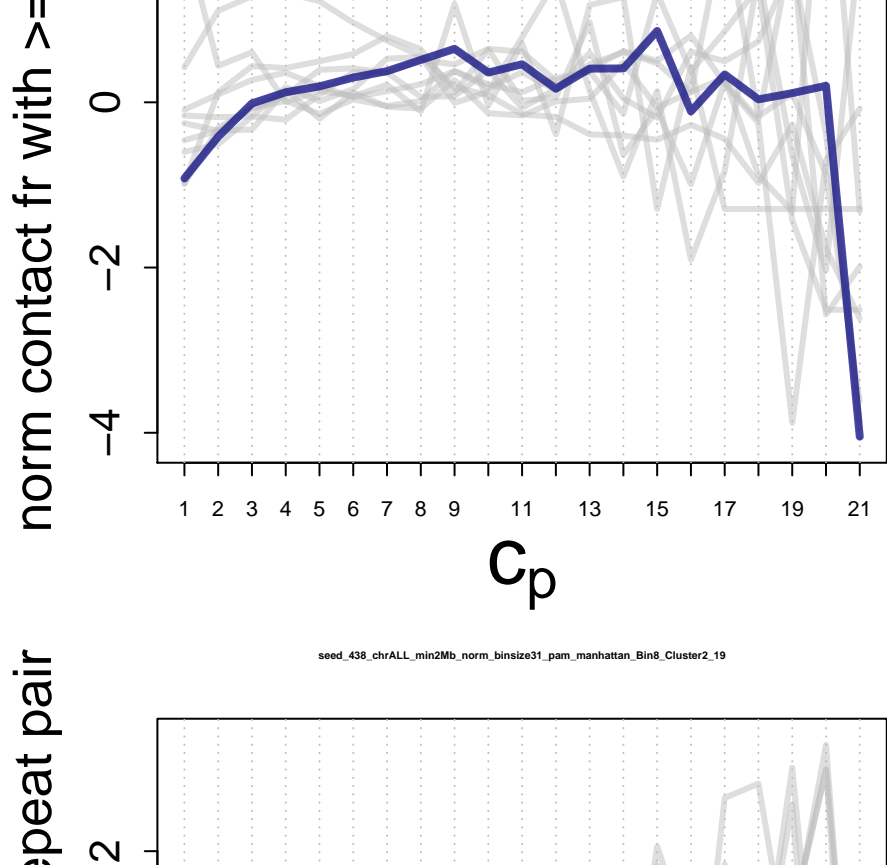 norm contact fr with >=
0
−2
−4
1 2 3 4 5 6 7 8 9 11 13 15 17 19 21
cp
seed_438_chrALL_min2Mb_norm_binsize31_pam_manhattan_Bin8_Cluster2_19
epeat pair
2